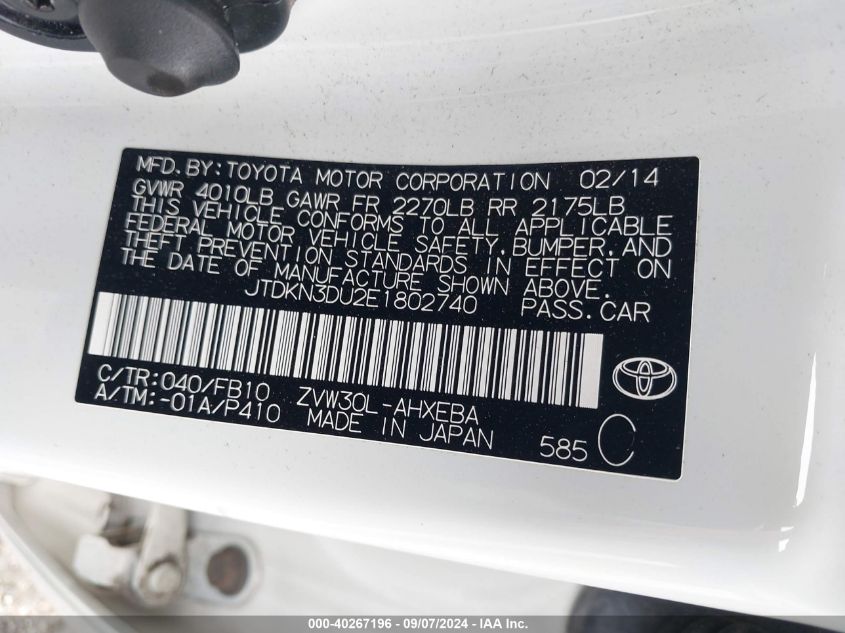 MFD.BY:TOYOTA MOTOR CORPORATION 02/14
GVWR 4010LB GAWR FR 2270LB RR 2175LB
THIS VEHICLE CONFORMS TO ALL APPLICABLE
FEDERAL MOTOR VEHICLE SAFETY,BUMPER,AND
THEFT PREVENTION STANDARDS IN EFFECT ON
THE DATE OF MANUFACTURE SHOWN ABOVE.
JTDKN3DU2E1802740 PASS.CAR
C/TR:040/FB10 ZVW30L-AHXEBA
A/TM:-01A/P410 MADE IN JAPAN
585 C
000-40267196 - 09/07/2024 - IAA Inc.